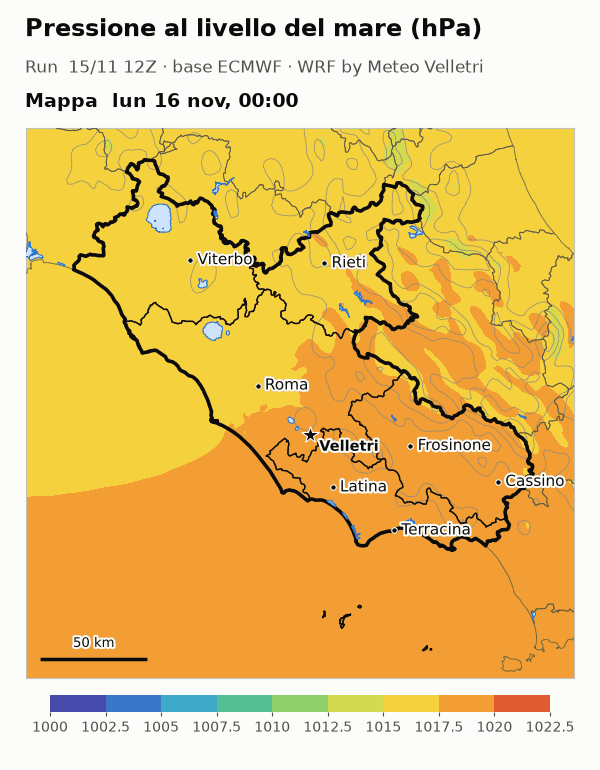 Pressione al livello del mare (hPa)
Run  15/11 12Z · base ECMWF · WRF by Meteo Velletri
Mappa  lun 16 nov, 00:00
Viterbo
Rieti
Roma
Velletri
Frosinone
Latina
Cassino
Terracina
50 km
1000 1002.5 1005 1007.5 1010 1012.5 1015 1017.5 1020 1022.5